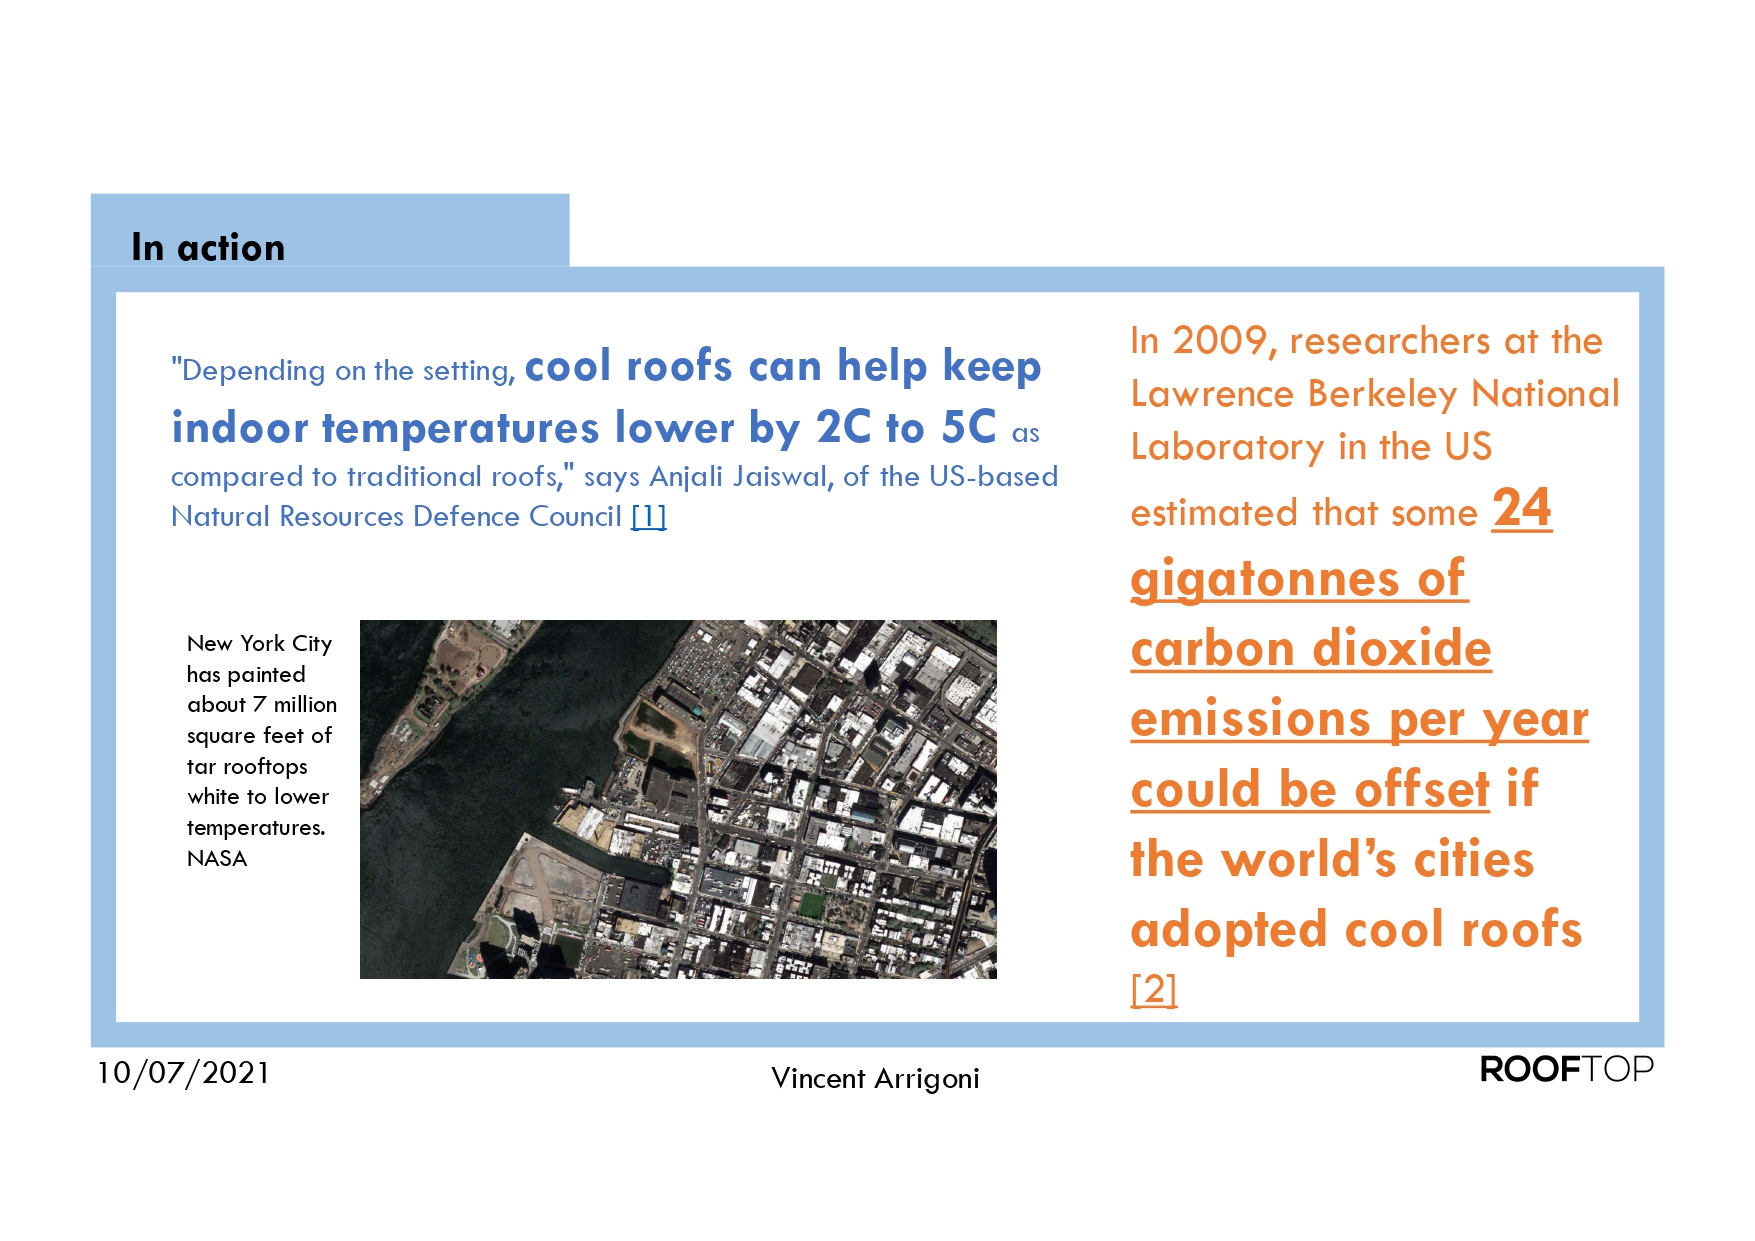 In action
"Depending on the setting, cool roofs can help keep
indoor temperatures lower by 2C to 5C as
compared to traditional roofs," says Anjali Jaiswal, of the US-based
Natural Resources Defence Council [1]
New York City
has painted
about 7 million
square feet of
tar rooftops
white to lower
temperatures.
NASA
In 2009, researchers at the
Lawrence Berkeley National
Laboratory in the US
estimated that some 24
gigatonnes of
carbon dioxide
emissions per year
could be offset if
the world’s cities
adopted cool roofs
[2]
10/07/2021
Vincent Arrigoni
ROOFTOP